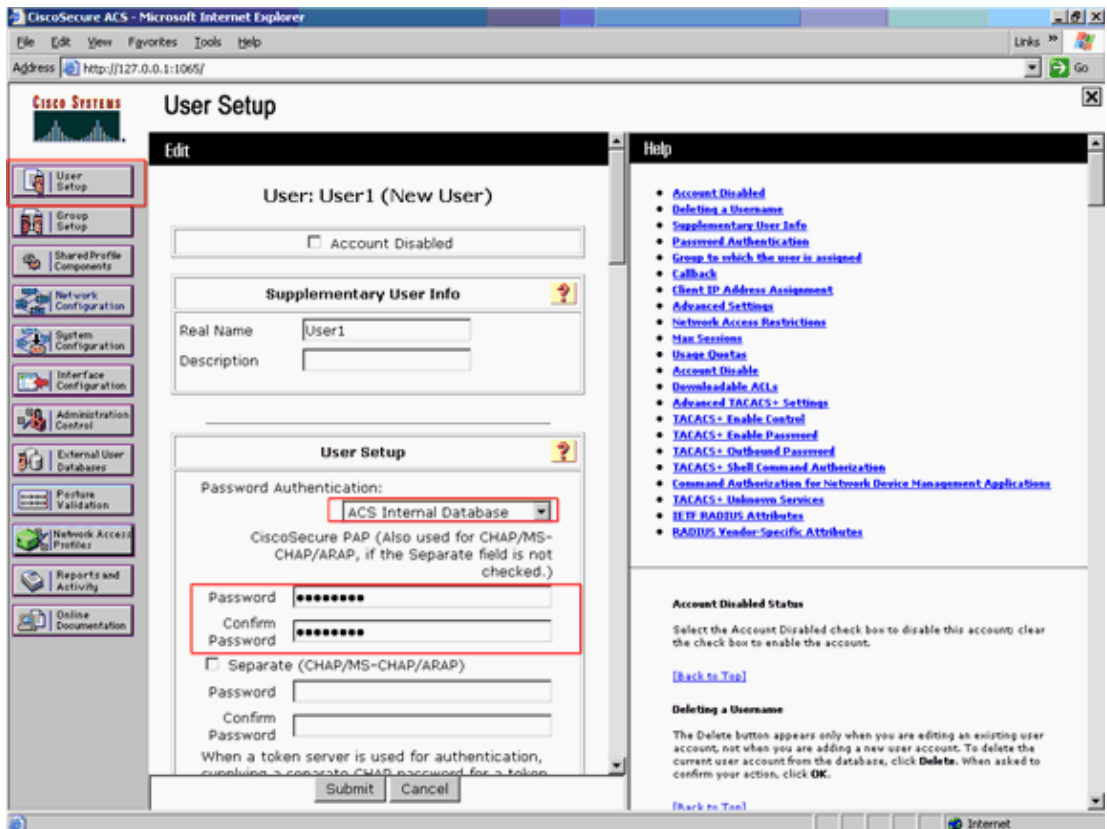 CiscoSecure ACS - Microsoft Internet Explorer
File Edit View Favorites Tools Help
Links »
Address http://127.0.0.1:1065/
Go
CISCO SYSTEMS
User Setup
User
Setup
Group
Setup
Shared Profile
Components
Network
Configuration
System
Configuration
Interface
Configuration
Administration
Control
External User
Databases
Posture
Validation
Network Access
Profiles
Reports and
Activity
Online
Documentation
Edit
User: User1 (New User)
Account Disabled
Supplementary User Info
?
Real Name User1
Description
User Setup
?
Password Authentication:
ACS Internal Database
CiscoSecure PAP (Also used for CHAP/MS-
CHAP/ARAP, if the Separate field is not
checked.)
Password ••••••••
Confirm
Password ••••••••
Separate (CHAP/MS-CHAP/ARAP)
Password
Confirm
Password
When a token server is used for authentication,
supplying a separate CHAP password for a token
Submit Cancel
Help
Account Disabled
Deleting a Username
Supplementary User Info
Password Authentication
Group to which the user is assigned
Callback
Client IP Address Assignment
Advanced Settings
Network Access Restrictions
Max Sessions
Usage Quotas
Account Disable
Downloadable ACLs
Advanced TACACS+ Settings
TACACS+ Enable Control
TACACS+ Enable Password
TACACS+ Outbound Password
TACACS+ Shell Command Authorization
Command Authorization for Network Device Management Applications
TACACS+ Unknown Services
IETF RADIUS Attributes
RADIUS Vendor-Specific Attributes
Account Disabled Status
Select the Account Disabled check box to disable this account; clear
the check box to enable the account.
[Back to Top]
Deleting a Username
The Delete button appears only when you are editing an existing user
account, not when you are adding a new user account. To delete the
current user account from the database, click Delete. When asked to
confirm your action, click OK.
[Back to Top]
Internet